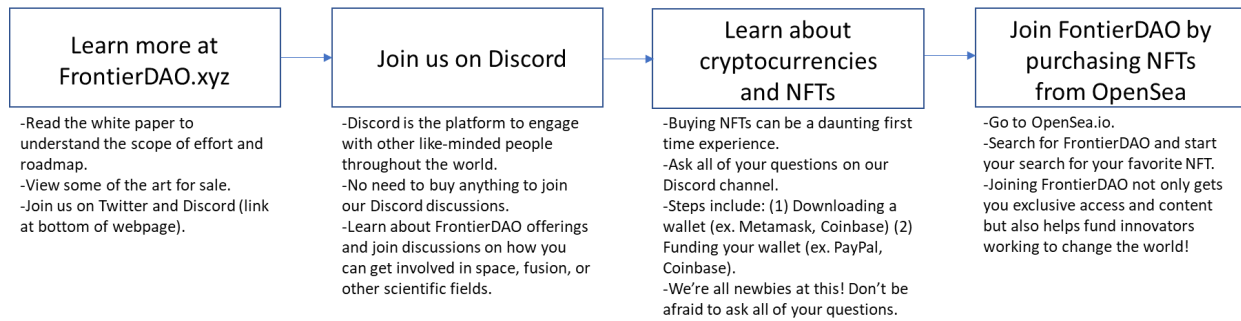 Learn more at
FrontierDAO.xyz
-Read the white paper to
understand the scope of effort and
roadmap.
-View some of the art for sale.
-Join us on Twitter and Discord (link
at bottom of webpage).
Join us on Discord
-Discord is the platform to engage
with other like-minded people
throughout the world.
-No need to buy anything to join
our Discord discussions.
-Learn about FrontierDAO offerings
and join discussions on how you
can get involved in space, fusion, or
other scientific fields.
Learn about
cryptocurrencies
and NFTs
-Buying NFTs can be a daunting first
time experience.
-Ask all of your questions on our
Discord channel.
-Steps include: (1) Downloading a
wallet (ex. Metamask, Coinbase) (2)
Funding your wallet (ex. PayPal,
Coinbase).
-We’re all newbies at this! Don’t be
afraid to ask all of your questions.
Join FontierDAO by
purchasing NFTs
from OpenSea
-Go to OpenSea.io.
-Search for FrontierDAO and start
your search for your favorite NFT.
-Joining FrontierDAO not only gets
you exclusive access and content
but also helps fund innovators
working to change the world!